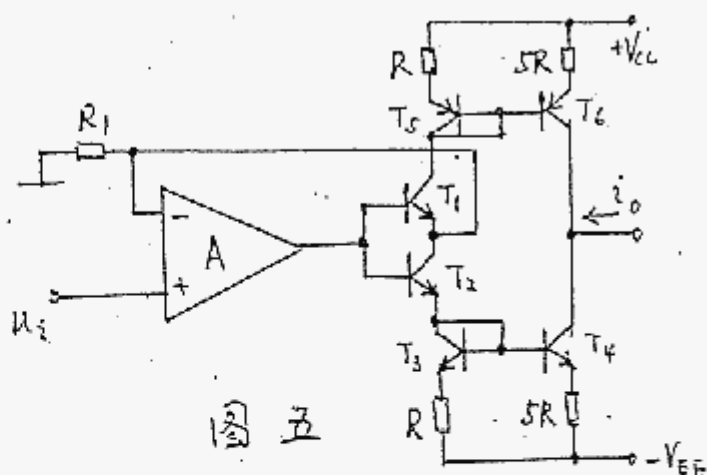 R
5R
+Vcc
T5
T6
R1
T1
i0
-
A
+
T2
ui
T3
T4
R
5R
图五
-VEE